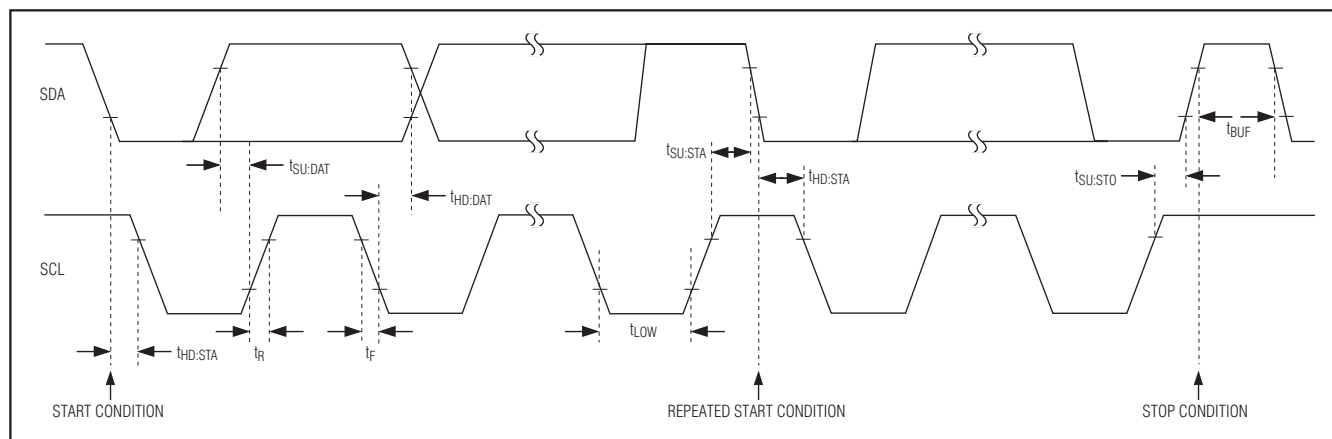 SDA
tSU:DAT
tHD:DAT
tSU:STA
tHD:STA
tBUF
tSU:STO
SCL
tHD:STA
tR
tF
tLOW
START CONDITION
REPEATED START CONDITION
STOP CONDITION